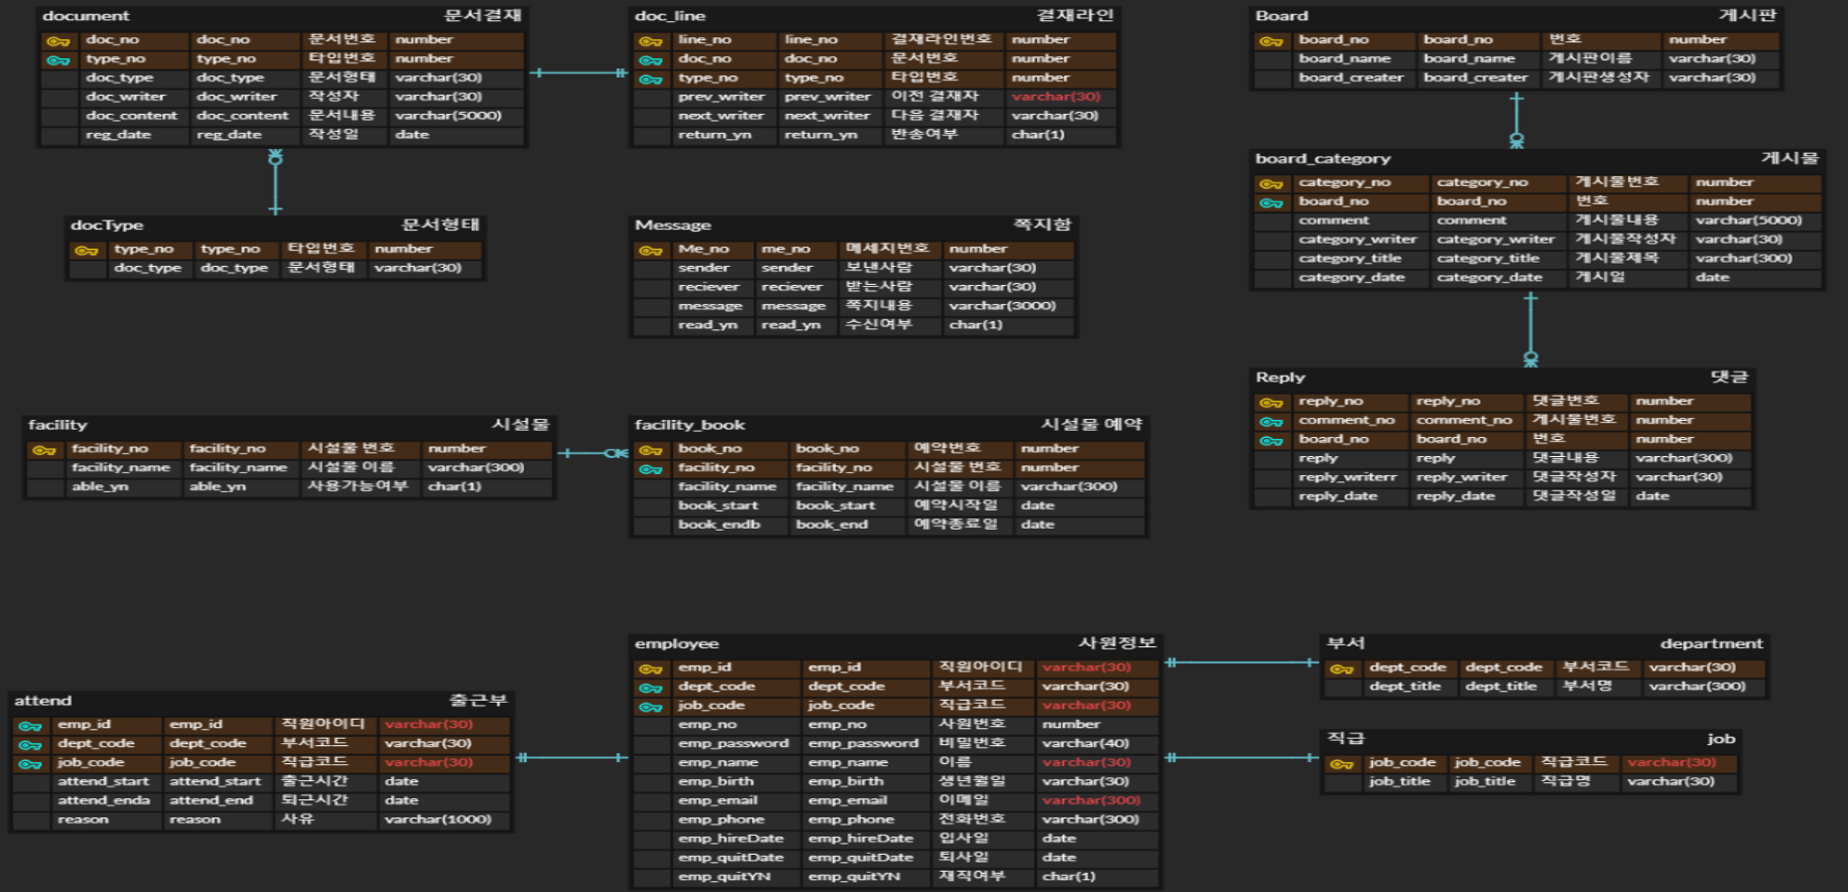 document 문서결재
doc_no doc_no 문서번호 number
type_no type_no 타입번호 number
doc_type doc_type 문서형태 varchar(30)
doc_writer doc_writer 작성자 varchar(30)
doc_content doc_content 문서내용 varchar(5000)
reg_date reg_date 작성일 date
doc_line 결재라인
line_no line_no 결재라인번호 number
doc_no doc_no 문서번호 number
type_no type_no 타입번호 number
prev_writer prev_writer 이전 결재자 varchar(30)
next_writer next_writer 다음 결재자 varchar(30)
return_yn return_yn 반송여부 char(1)
Board 게시판
board_no board_no 번호 number
board_name board_name 게시판이름 varchar(30)
board_creater board_creater 게시판생성자 varchar(30)
board_category 게시물
category_no category_no 게시물번호 number
board_no board_no 번호 number
comment comment 게시물내용 varchar(5000)
category_writer category_writer 게시물작성자 varchar(30)
category_title category_title 게시물제목 varchar(300)
category_date category_date 게시일 date
docType 문서형태
type_no type_no 타입번호 number
doc_type doc_type 문서형태 varchar(30)
Message 쪽지함
Me_no me_no 메세지번호 number
sender sender 보낸사람 varchar(30)
reciever reciever 받는사람 varchar(30)
message message 쪽지내용 varchar(3000)
read_yn read_yn 수신여부 char(1)
Reply 댓글
reply_no reply_no 댓글번호 number
comment_no comment_no 게시물번호 number
board_no board_no 번호 number
reply reply 댓글내용 varchar(300)
reply_writerr reply_writer 댓글작성자 varchar(30)
reply_date reply_date 댓글작성일 date
facility 시설물
facility_no facility_no 시설물 번호 number
facility_name facility_name 시설물 이름 varchar(300)
able_yn able_yn 사용가능여부 char(1)
facility_book 시설물 예약
book_no book_no 예약번호 number
facility_no facility_no 시설물 번호 number
facility_name facility_name 시설물 이름 varchar(300)
book_start book_start 예약시작일 date
book_endb book_end 예약종료일 date
employee 사원정보
emp_id emp_id 직원아이디 varchar(30)
dept_code dept_code 부서코드 varchar(30)
job_code job_code 직급코드 varchar(30)
emp_no emp_no 사원번호 number
emp_password emp_password 비밀번호 varchar(40)
emp_name emp_name 이름 varchar(30)
emp_birth emp_birth 생년월일 varchar(30)
emp_email emp_email 이메일 varchar(300)
emp_phone emp_phone 전화번호 varchar(300)
emp_hireDate emp_hireDate 입사일 date
emp_quitDate emp_quitDate 퇴사일 date
emp_quitYN emp_quitYN 재직여부 char(1)
부서 department
dept_code dept_code 부서코드 varchar(30)
dept_title dept_title 부서명 varchar(300)
attend 출근부
emp_id emp_id 직원아이디 varchar(30)
dept_code dept_code 부서코드 varchar(30)
job_code job_code 직급코드 varchar(30)
attend_start attend_start 출근시간 date
attend_enda attend_end 퇴근시간 date
reason reason 사유 varchar(1000)
직급 job
job_code job_code 직급코드 varchar(30)
job_title job_title 직급명 varchar(30)